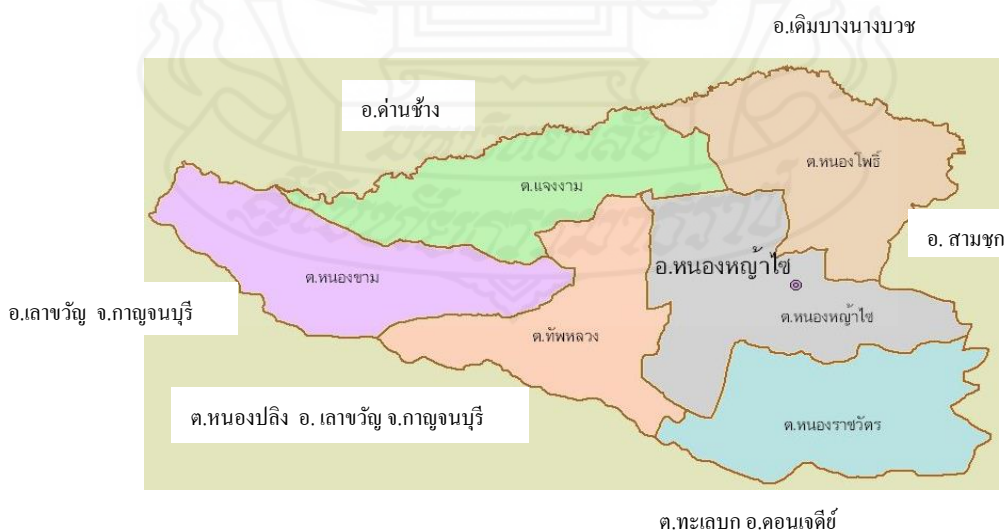 อ.เดิมบางนางบวช
อ.ด่านช้าง
ต.หนองโพธิ์
ต.แจงงาม
อ. สามชุก
อ.หนองหญ้าไซ
ต.หนองขาม
อ.เลาขวัญ จ.กาญจนบุรี
ต.หนองหญ้าไซ
ต.ทัพหลวง
ต.หนองปลิง อ. เลาขวัญ จ.กาญจนบุรี
ต.หนองราชวัตร
ต.ทะเลบก อ.ดอนเจดีย์